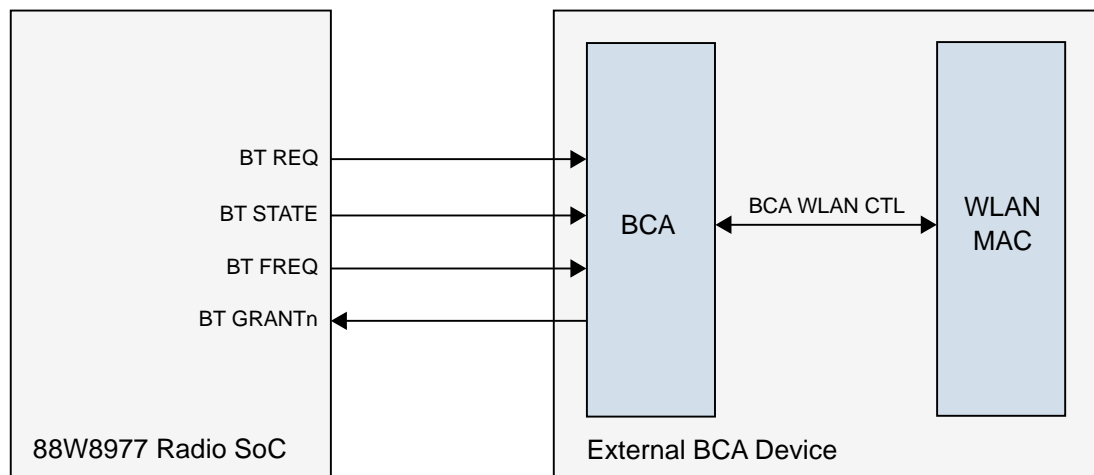 BT REQ
BT STATE
BT FREQ
BT GRANTn
88W8977 Radio SoC
BCA
BCA WLAN CTL
WLAN
MAC
External BCA Device